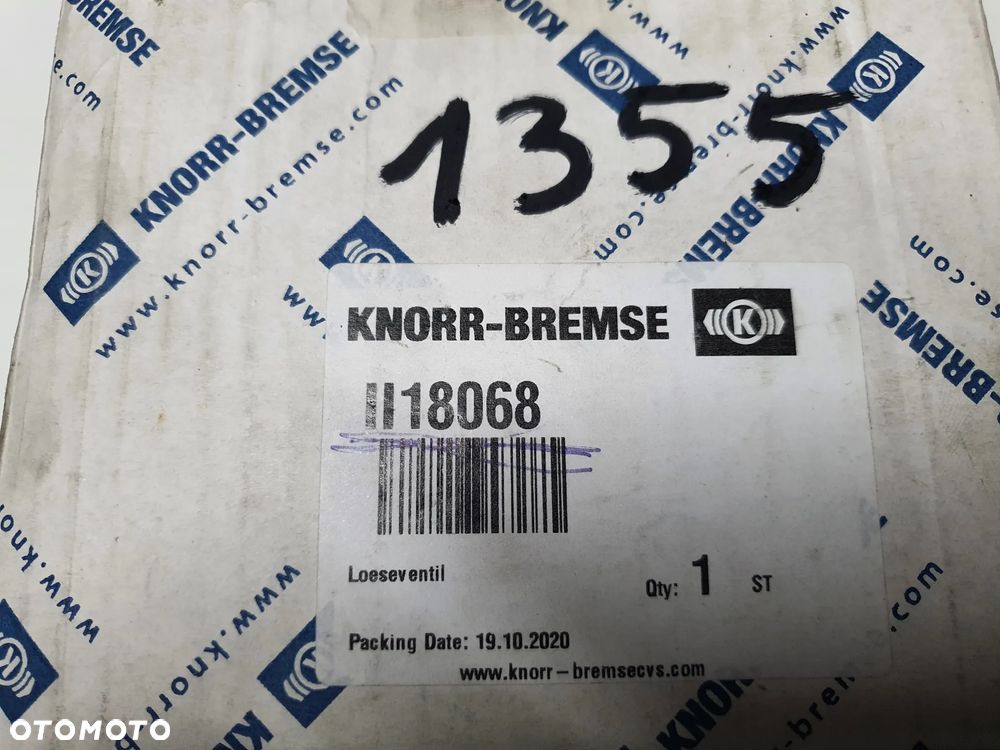 BREMSE
KNORR-BREMSE
www.knorr-bremse.com
1355
KNORR-BREMSE
K
II18068
Loeseventil
Qty: 1 ST
Packing Date: 19.10.2020
www.knorr-bremsecvs.com
OTOMOTO